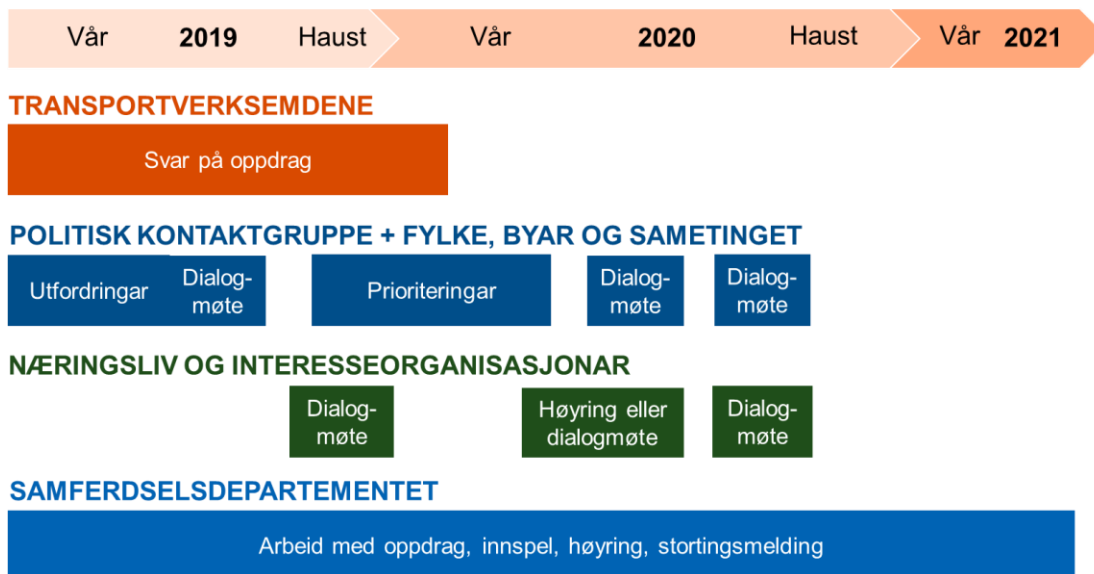 Vår 2019 Haust Vår 2020 Haust Vår 2021
TRANSPORTVERKSEMDENE
Svar på oppdrag
POLITISK KONTAKTGRUPPE + FYLKE, BYAR OG SAMETINGET
Utfordringar
Dialog-
møte
Prioriteringar
Dialog-
møte
Dialog-
møte
NÆRINGSLIV OG INTERESSEORGANISASJONAR
Dialog-
møte
Høyring eller
dialogmøte
Dialog-
møte
SAMFERDSELSDEPARTEMENTET
Arbeid med oppdrag, innspel, høyring, stortingsmelding